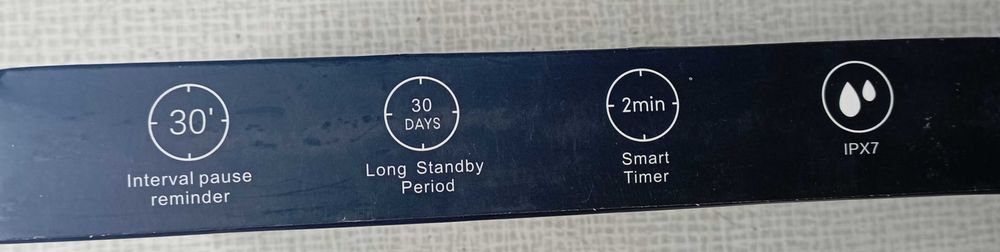 30'
Interval pause
reminder
30
DAYS
Long Standby
Period
2min
Smart
Timer
IPX7